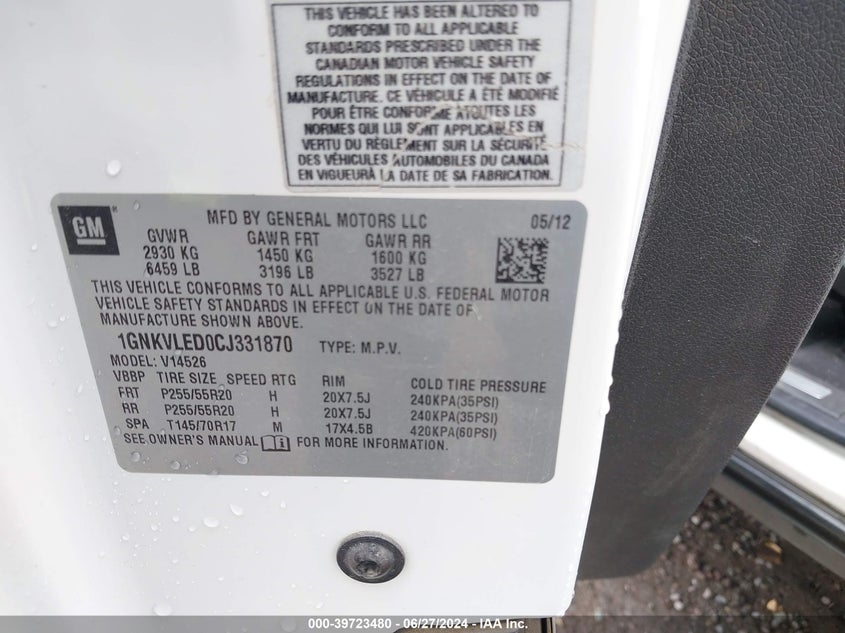 THIS VEHICLE HAS BEEN ALTERED TO
CONFORM TO ALL APPLICABLE
STANDARDS PRESCRIBED UNDER THE
CANADIAN MOTOR VEHICLE SAFETY
REGULATIONS IN EFFECT ON THE DATE OF
MANUFACTURE. CE VÉHICULE A ÉTÉ MODIFIÉ
POUR ÊTRE CONFORME À TOUTES LES
NORMES QUI LUI SONT APPLICABLES EN
VERTU DU RÈGLEMENT SUR LA SÉCURITÉ
DES VÉHICULES AUTOMOBILES DU CANADA
EN VIGUEUR À LA DATE DE SA FABRICATION.
GM ® MFD BY GENERAL MOTORS LLC 05/12
GVWR GAWR FRT GAWR RR
2930 KG 1450 KG 1600 KG
6459 LB 3196 LB 3527 LB
THIS VEHICLE CONFORMS TO ALL APPLICABLE U.S. FEDERAL MOTOR
VEHICLE SAFETY STANDARDS IN EFFECT ON THE DATE OF
MANUFACTURE SHOWN ABOVE.
1GNKVLED0CJ331870 TYPE: M.P.V.
MODEL: V14526
VBBP TIRE SIZE SPEED RTG RIM COLD TIRE PRESSURE
FRT P255/55R20 H 20X7.5J 240KPA(35PSI)
RR P255/55R20 H 20X7.5J 240KPA(35PSI)
SPA T145/70R17 M 17X4.5B 420KPA(60PSI)
SEE OWNER'S MANUAL FOR MORE INFORMATION.
000-39723480 - 06/27/2024 - IAA Inc.